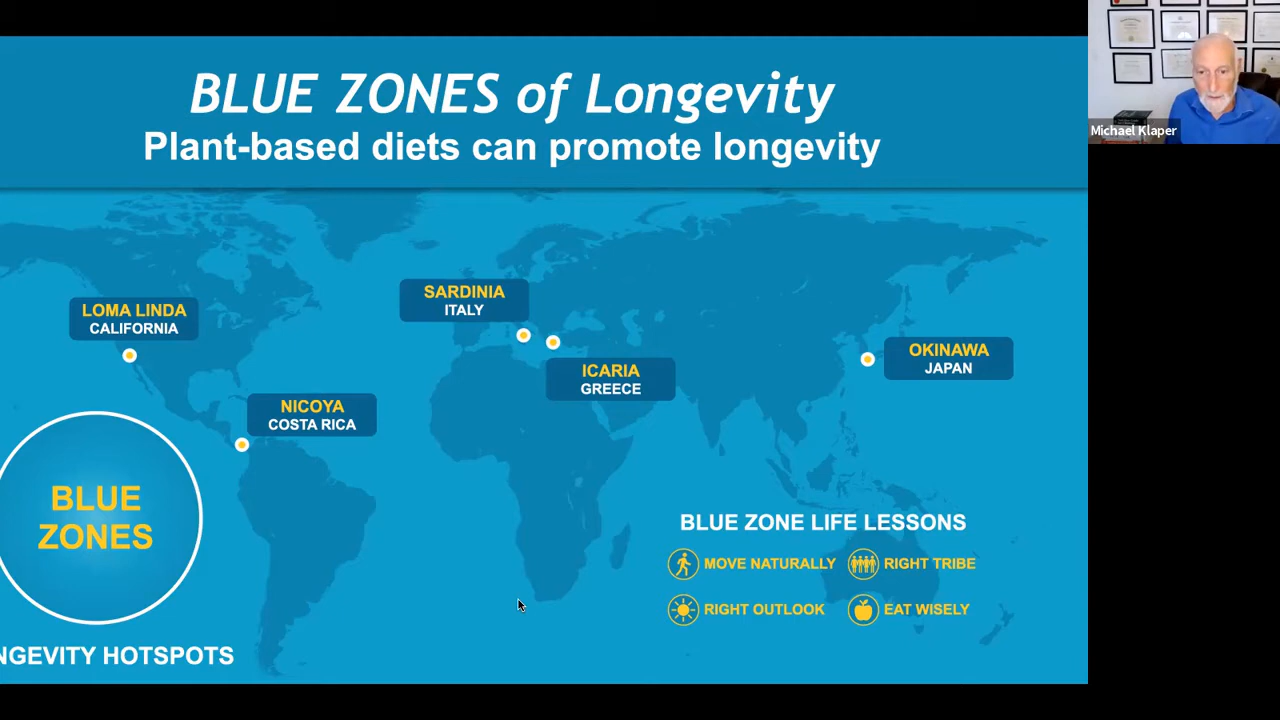 BLUE ZONES of Longevity
Plant-based diets can promote longevity
Michael Klaper
LOMA LINDA
CALIFORNIA
SARDINIA
ITALY
ICARIA
GREECE
OKINAWA
JAPAN
NICOYA
COSTA RICA
BLUE
ZONES
NGEVITY HOTSPOTS
BLUE ZONE LIFE LESSONS
MOVE NATURALLY
RIGHT TRIBE
RIGHT OUTLOOK
EAT WISELY